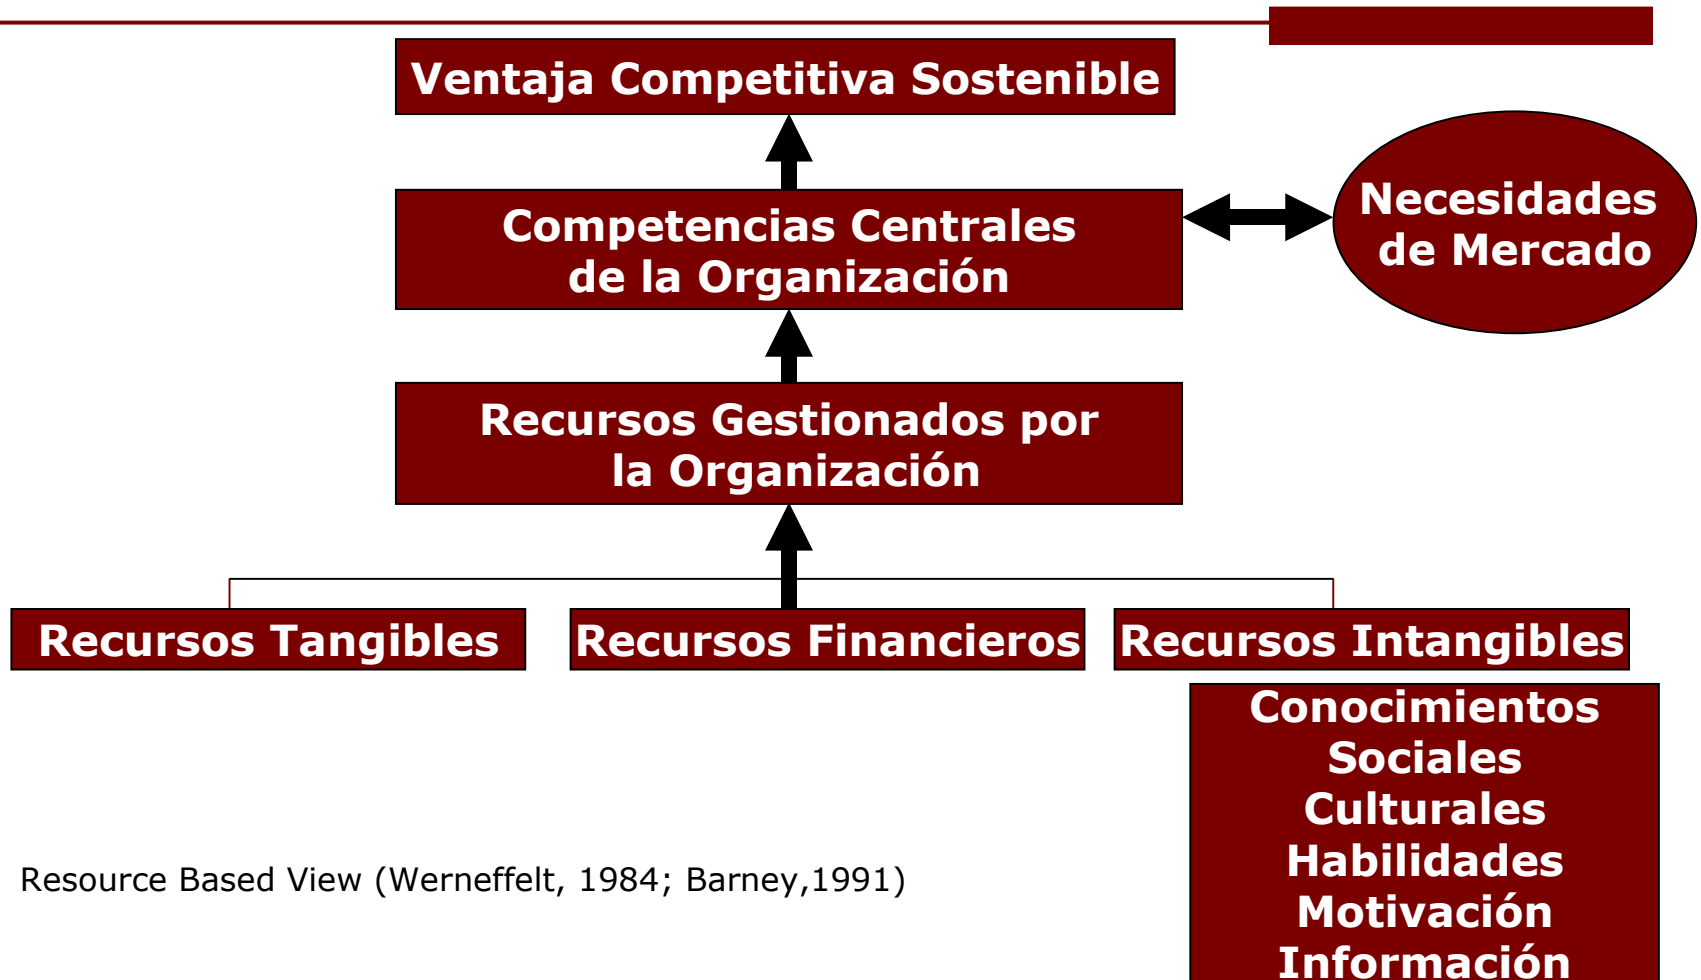 Ventaja Competitiva Sostenible
Necesidades
de Mercado
Competencias Centrales
de la Organización
Recursos Gestionados por
la Organización
Recursos Tangibles
Recursos Financieros
Recursos Intangibles
Conocimientos
Sociales
Culturales
Habilidades
Motivación
Información
Resource Based View (Werneffelt, 1984; Barney,1991)